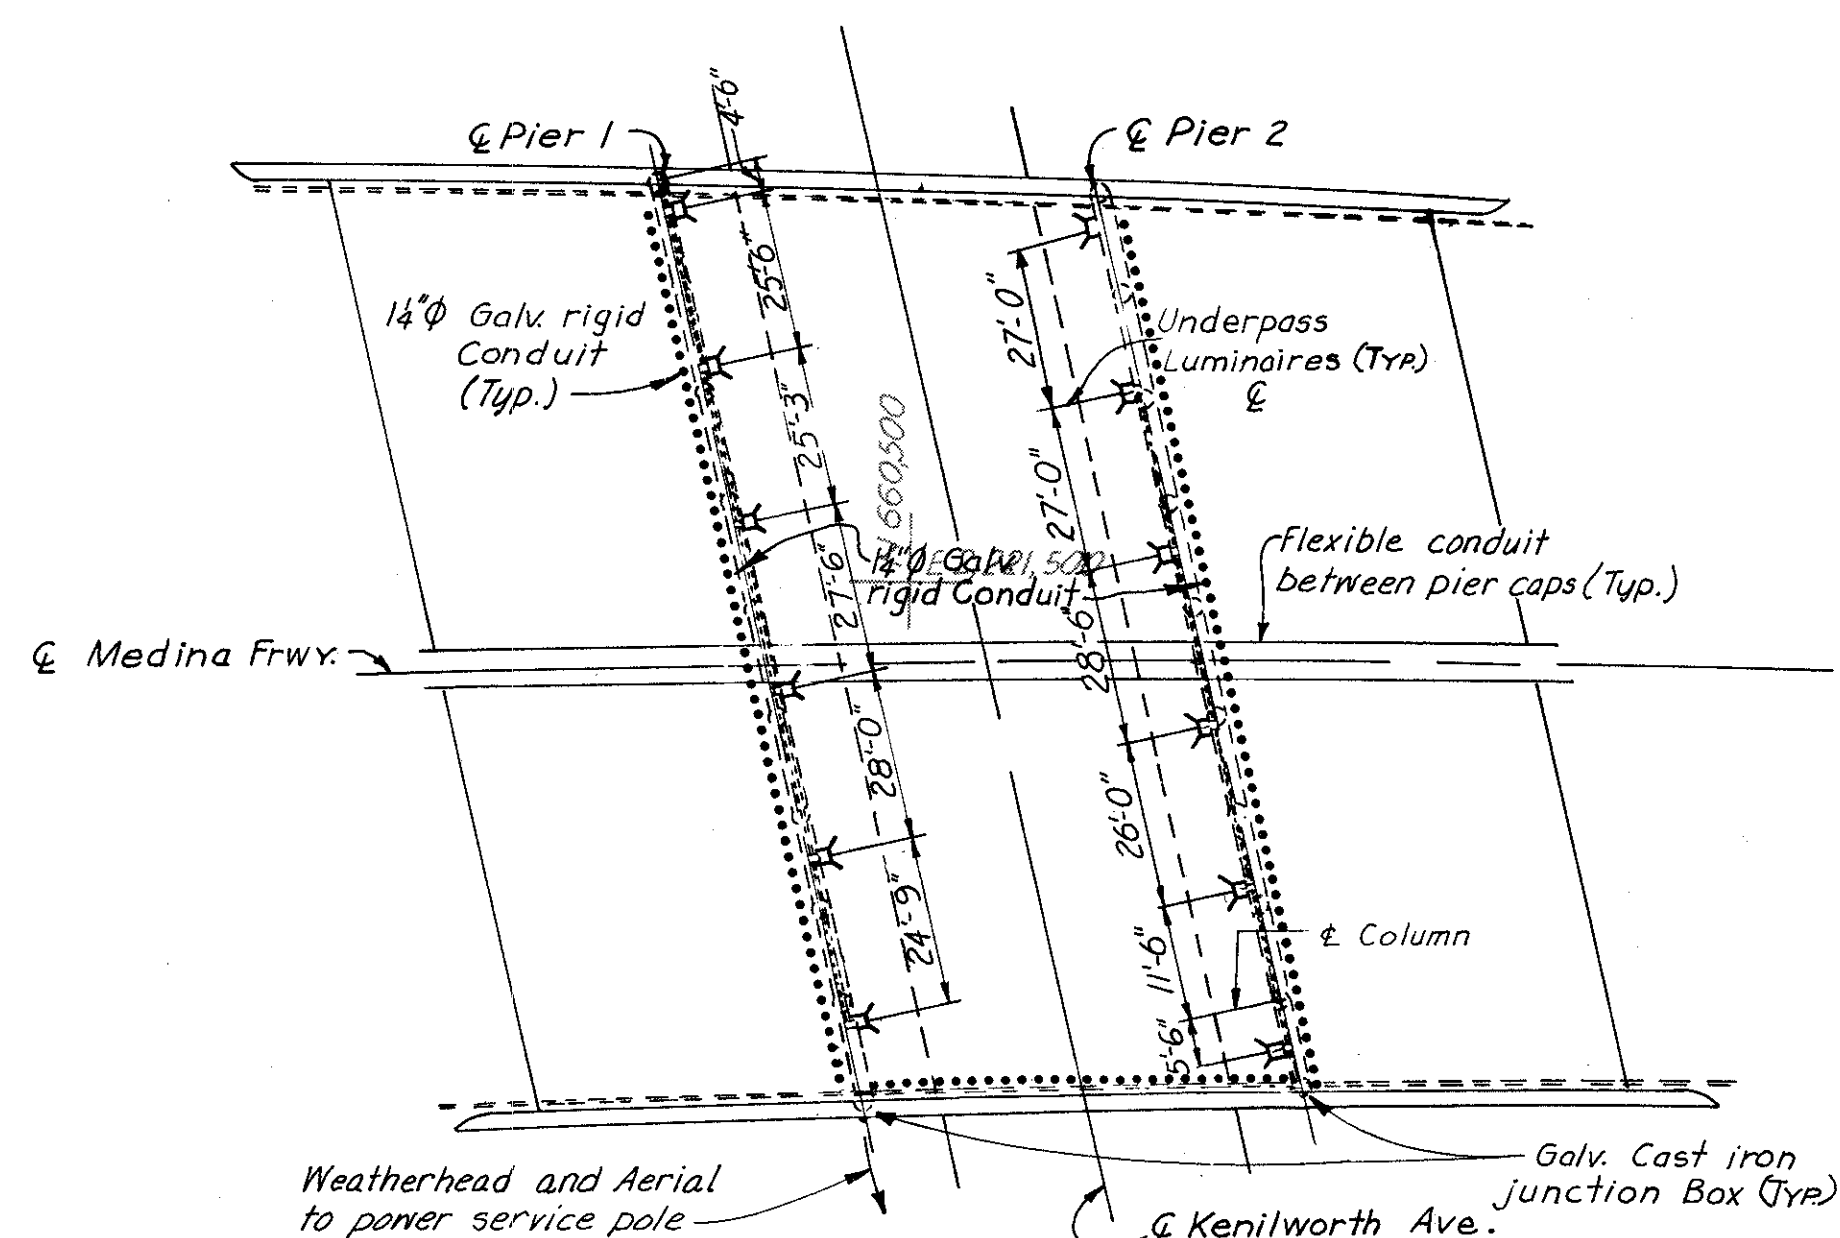 ℄ Pier 1
4'-6"
℄ Pier 2
1¼"Φ Galv. rigid
Conduit
(Typ.)
25'-6"
25'-3"
27'-6"
28'-0"
24'-9"
27'-0"
27'-0"
28'-6"
26'-0"
11'-6"
5'-6"
Underpass
Luminaires (TYP.)
℄
660,500
1¼"Φ Galv.
rigid Conduit
Flexible conduit
between pier caps (Typ.)
℄ Medina Frwy.
℄ Column
Weatherhead and Aerial
to power service pole
℄ Kenilworth Ave.
Galv. Cast iron
junction Box (TYP.)